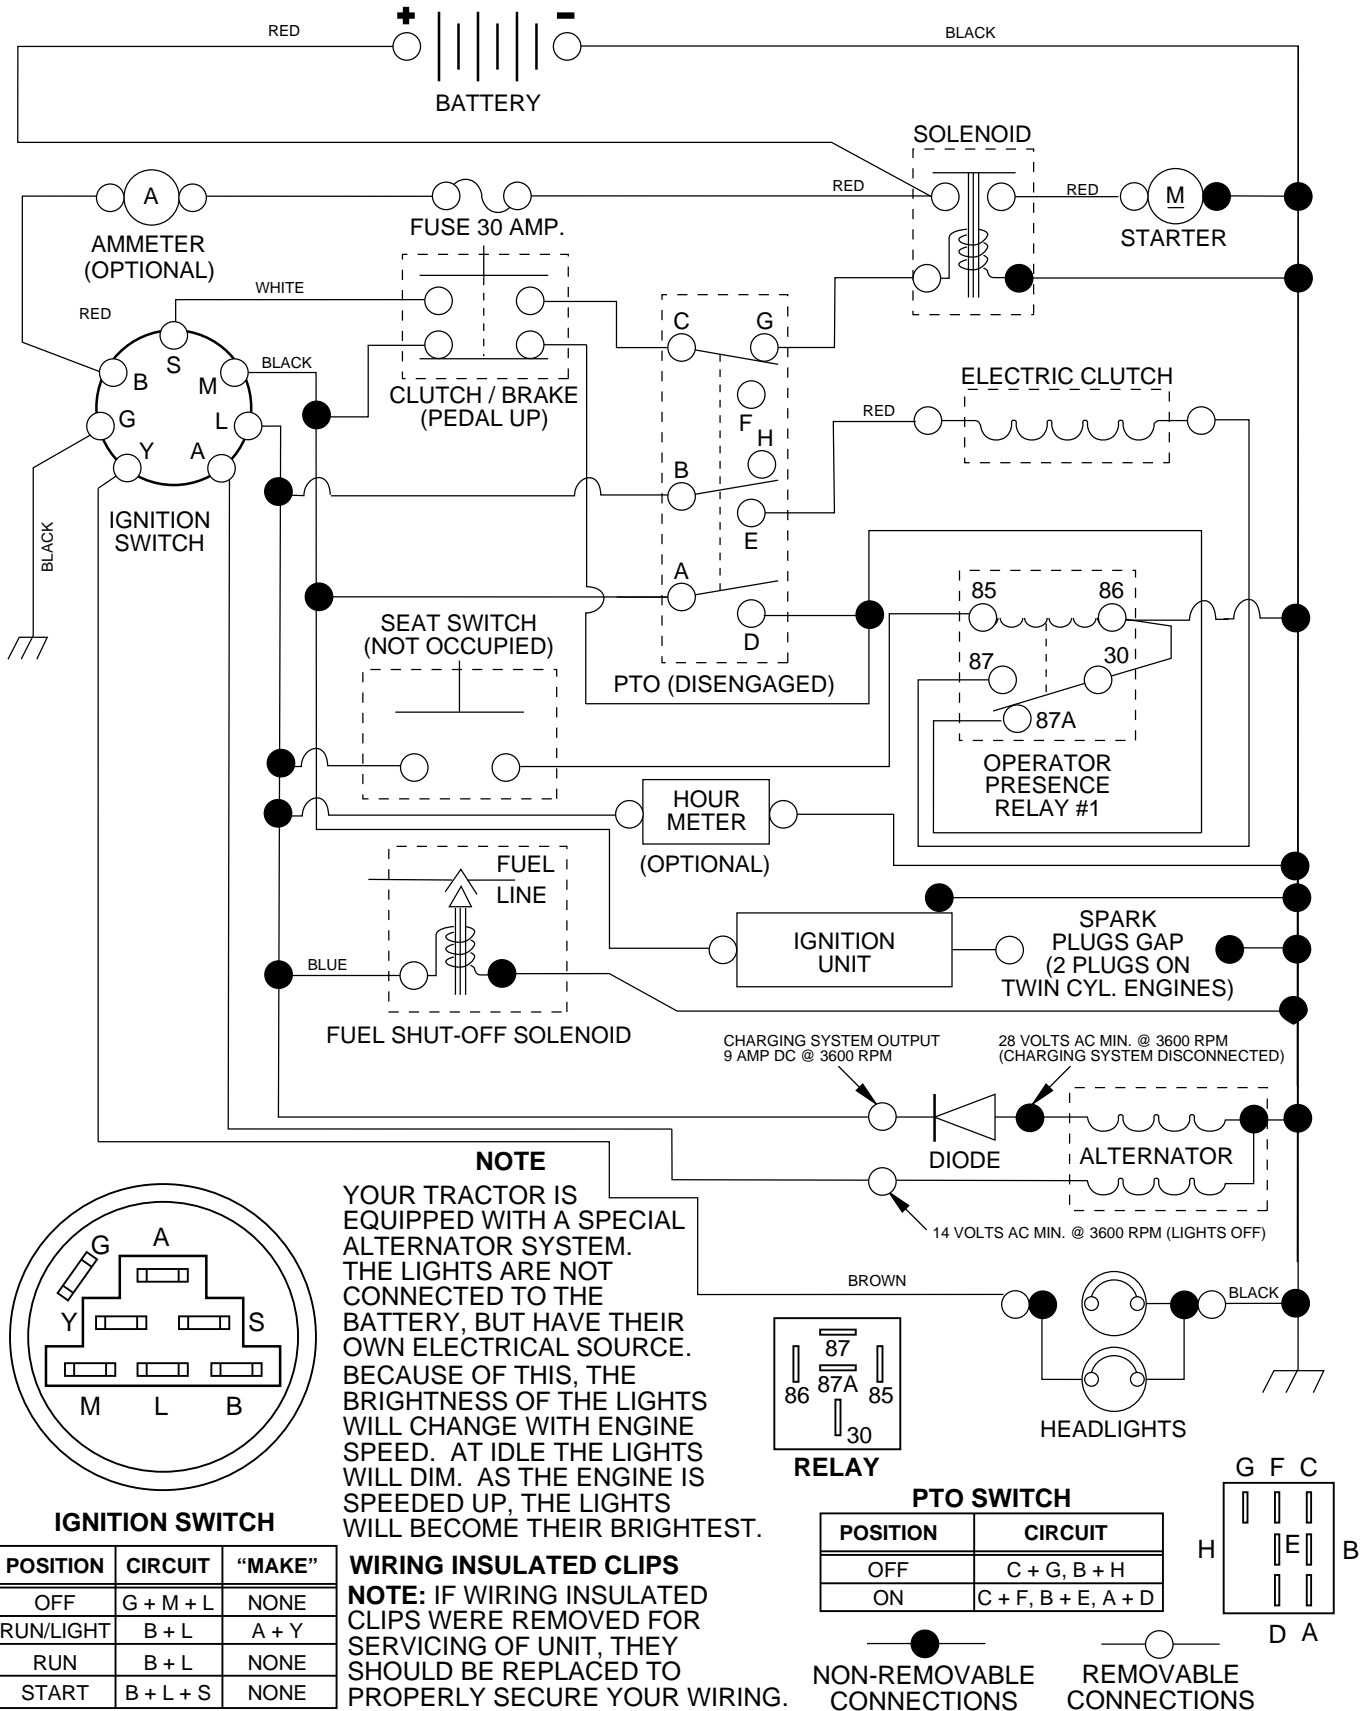 +
-
RED
BLACK
BATTERY
SOLENOID
A
RED
RED
M
FUSE 30 AMP.
STARTER
AMMETER
(OPTIONAL)
WHITE
RED
S
B
M
BLACK
G
L
Y
A
CLUTCH / BRAKE
(PEDAL UP)
C
G
F
H
B
E
A
D
ELECTRIC CLUTCH
RED
IGNITION
SWITCH
BLACK
SEAT SWITCH
(NOT OCCUPIED)
PTO (DISENGAGED)
85
86
87
30
87A
OPERATOR
PRESENCE
RELAY #1
HOUR
METER
(OPTIONAL)
FUEL
LINE
BLUE
FUEL SHUT-OFF SOLENOID
IGNITION
UNIT
SPARK
PLUGS GAP
(2 PLUGS ON
TWIN CYL. ENGINES)
CHARGING SYSTEM OUTPUT
9 AMP DC @ 3600 RPM
28 VOLTS AC MIN. @ 3600 RPM
(CHARGING SYSTEM DISCONNECTED)
DIODE
ALTERNATOR
14 VOLTS AC MIN. @ 3600 RPM (LIGHTS OFF)
BROWN
BLACK
HEADLIGHTS
NOTE
YOUR TRACTOR IS
EQUIPPED WITH A SPECIAL
ALTERNATOR SYSTEM.
THE LIGHTS ARE NOT
CONNECTED TO THE
BATTERY, BUT HAVE THEIR
OWN ELECTRICAL SOURCE.
BECAUSE OF THIS, THE
BRIGHTNESS OF THE LIGHTS
WILL CHANGE WITH ENGINE
SPEED. AT IDLE THE LIGHTS
WILL DIM. AS THE ENGINE IS
SPEEDED UP, THE LIGHTS
WILL BECOME THEIR BRIGHTEST.
G
A
Y
S
M
L
B
IGNITION SWITCH
POSITION CIRCUIT “MAKE”
OFF G + M + L NONE
RUN/LIGHT B + L A + Y
RUN B + L NONE
START B + L + S NONE
WIRING INSULATED CLIPS
NOTE: IF WIRING INSULATED
CLIPS WERE REMOVED FOR
SERVICING OF UNIT, THEY
SHOULD BE REPLACED TO
PROPERLY SECURE YOUR WIRING.
87
86
87A
85
30
RELAY
PTO SWITCH
POSITION CIRCUIT
OFF C + G, B + H
ON C + F, B + E, A + D
G F C
H
E
B
D A
NON-REMOVABLE
CONNECTIONS
REMOVABLE
CONNECTIONS